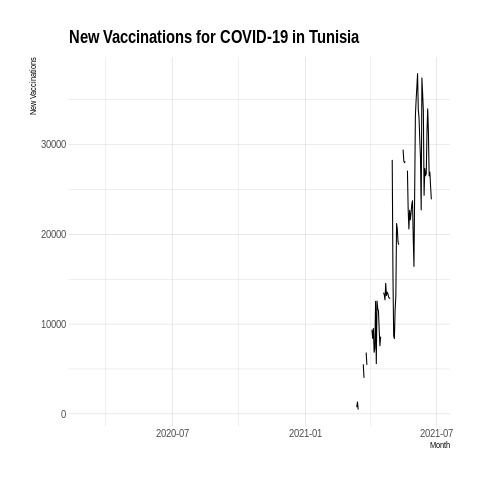 New Vaccinations for COVID-19 in Tunisia
New Vaccinations
30000
20000
10000
0
2020-07 2021-01 2021-07
Month